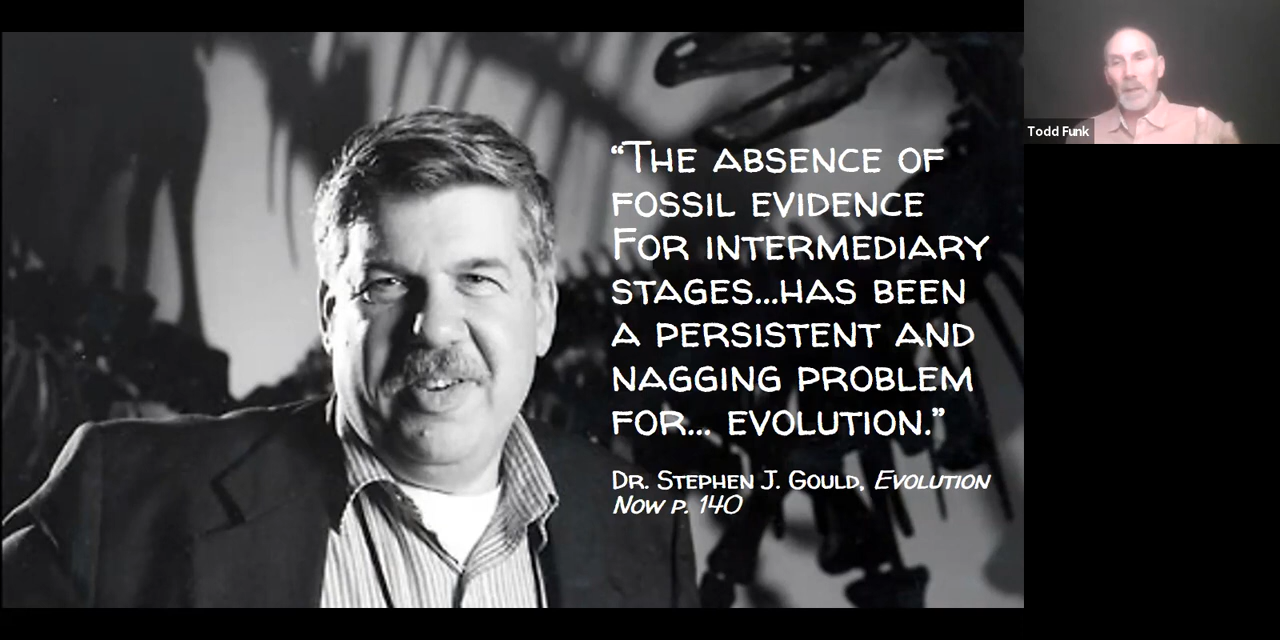 “The absence of
fossil evidence
For intermediary
stages...has been
a persistent and
nagging problem
for... evolution.”
Dr. Stephen J. Gould, Evolution
Now p. 140
Todd Funk